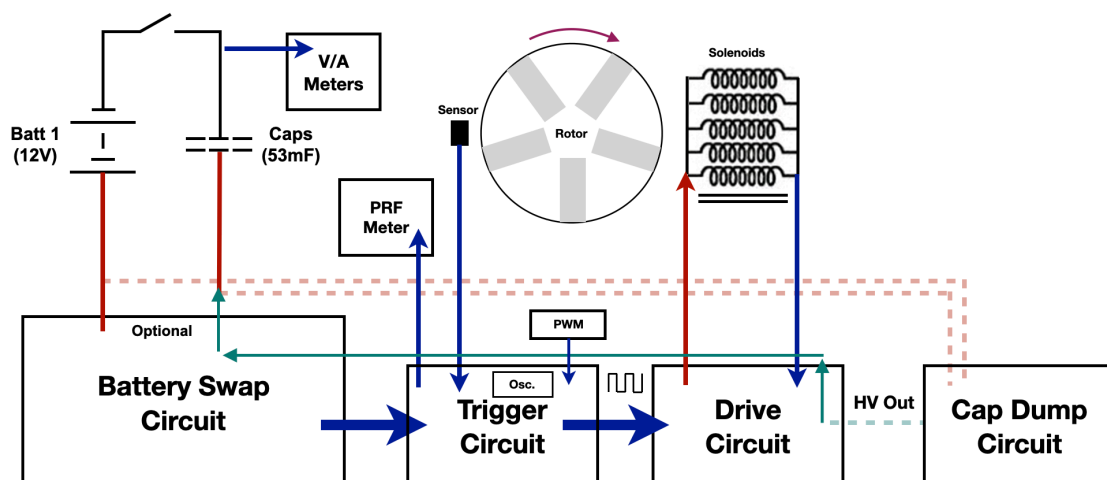 Solenoids
V/A
Meters
Sensor
Batt 1
(12V)
Caps
(53mF)
Rotor
PRF
Meter
Optional
PWM
Battery Swap
Circuit
Osc.
Trigger
Circuit
Drive
Circuit
HV Out
Cap Dump
Circuit